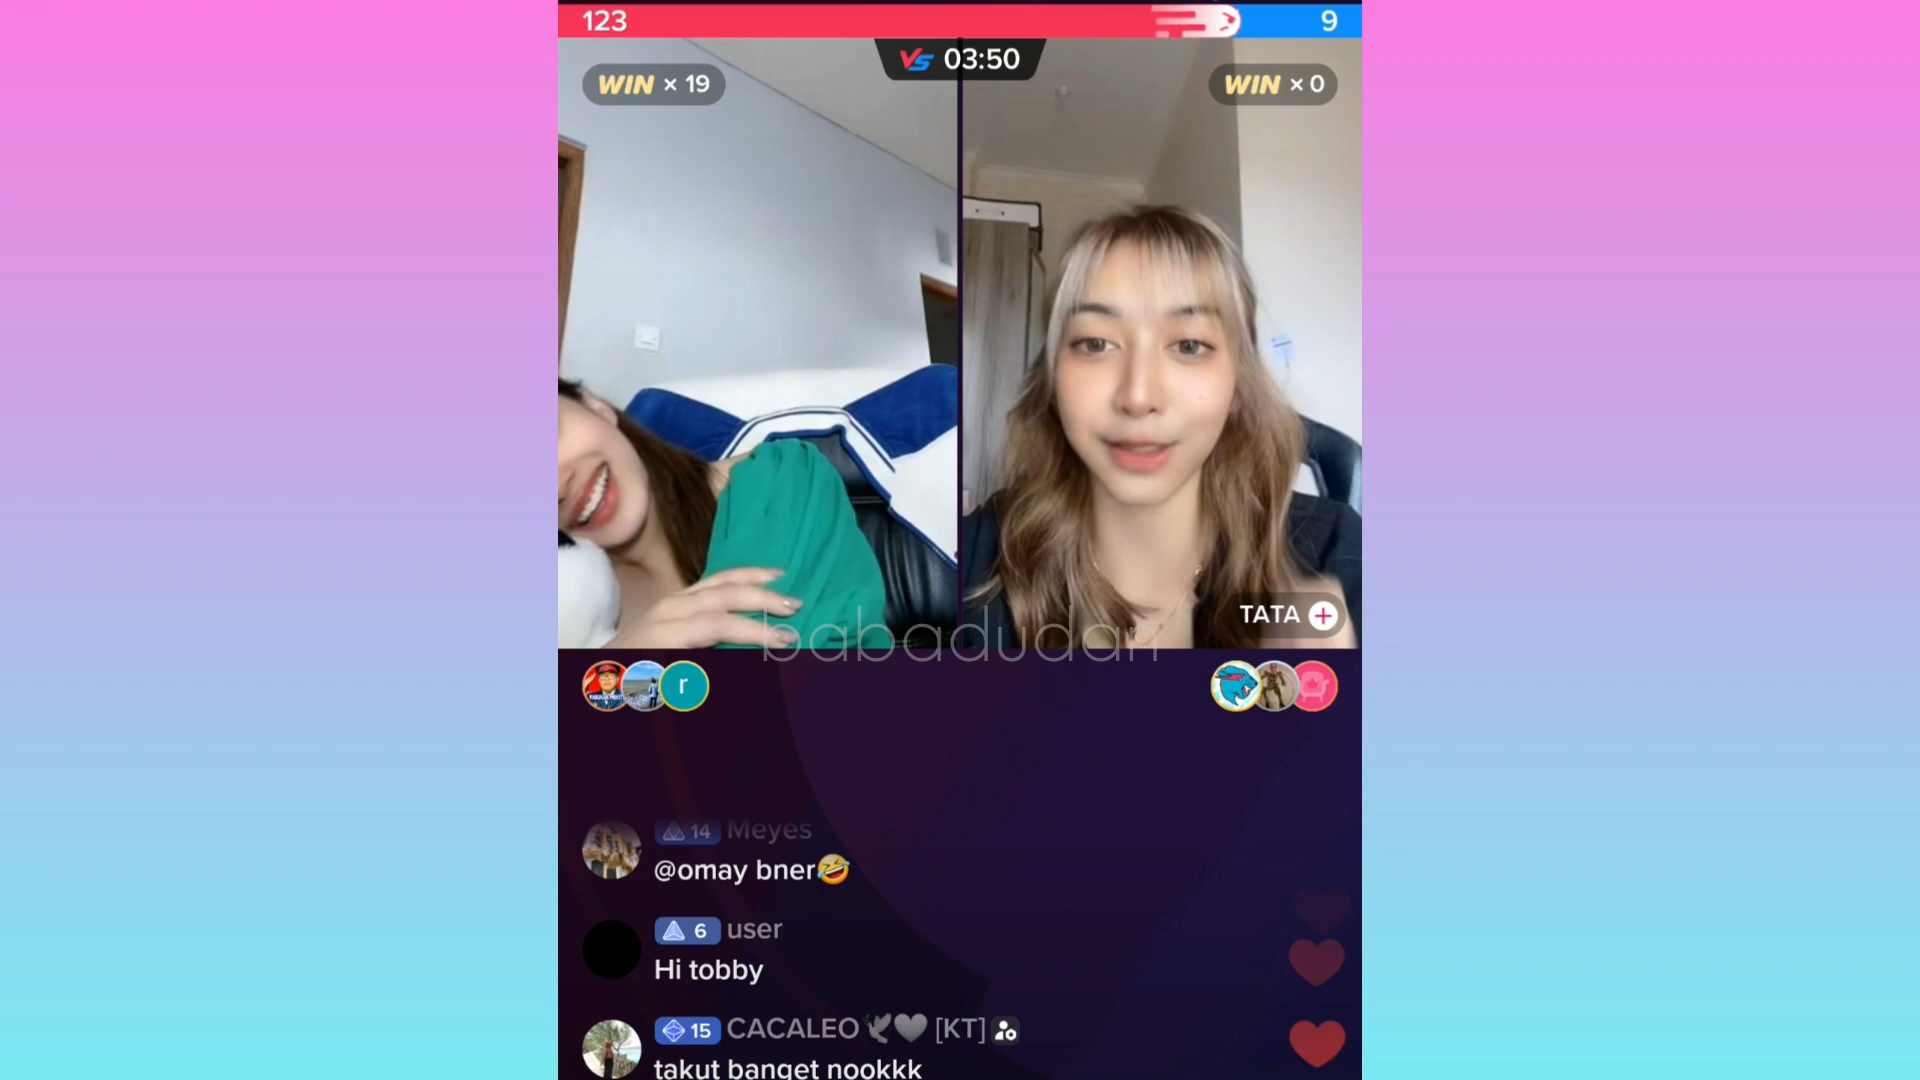 123
9
VS 03:50
WIN × 19
WIN × 0
TATA
babadudan
r
14 Meyes
@omay bner🤣
6 user
Hi tobby
15 CACALEO🕊🤍 [KT]
takut banget nookkk